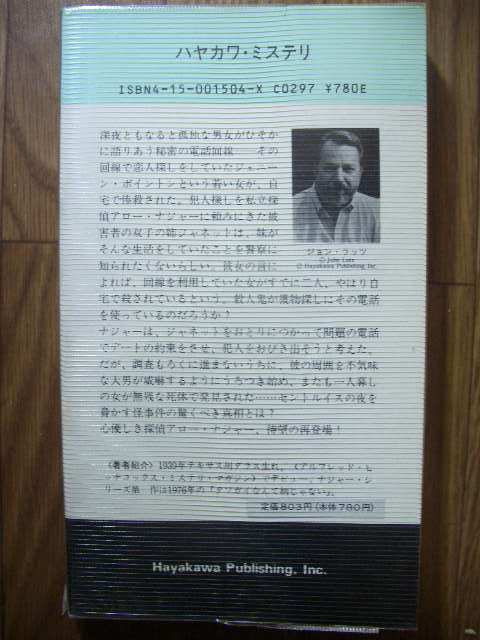 ハヤカワ・ミステリ
ISBN4-15-001504-X C0297 ¥780E
深夜ともなると孤独な男女がひそか
に語りあう秘密の電話回線――その
回線で恋人探しをしていたジェニー
ン・ボイントンという若い女が、自
宅で惨殺された。犯人探しを私立探
偵アロー・ナジャーに頼みにきた被
害者の双子の姉ジャネットは、妹が
そんな生活をしていたことを警察に
知られたくないらしい。彼女の言に
よれば、回線を利用していた女がすでに二人、やはり自
宅で殺されているという。殺人鬼が獲物探しにその電話
を使っているのだろうか？
ナジャーは、ジャネットをおとりにつかって問題の電話
でデートの約束をさせ、犯人をおびき出そうと考えた。
だが、調査もろくに進まないうちに、彼の周囲を不気味
な大男が威嚇するようにうろつき始め、またも一人暮し
の女が無残な死体で発見された……セントルイスの夜を
脅かす怪事件の驚くべき真相とは？
心優しき探偵アロー・ナジャー、待望の再登場！
ジョン・ラッツ
© John Lutz
© Hayakawa Publishing, Inc.
〈著者紹介〉1939年テキサス州ダラス生れ。《アルフレッド・ヒ
ッチコックス・ミステリ・マガジン》でデビュー。ナジャー・シ
リーズ第一作は1976年の『タフガイなんて柄じゃない』。
定価803円(本体780円)
Hayakawa Publishing, Inc.